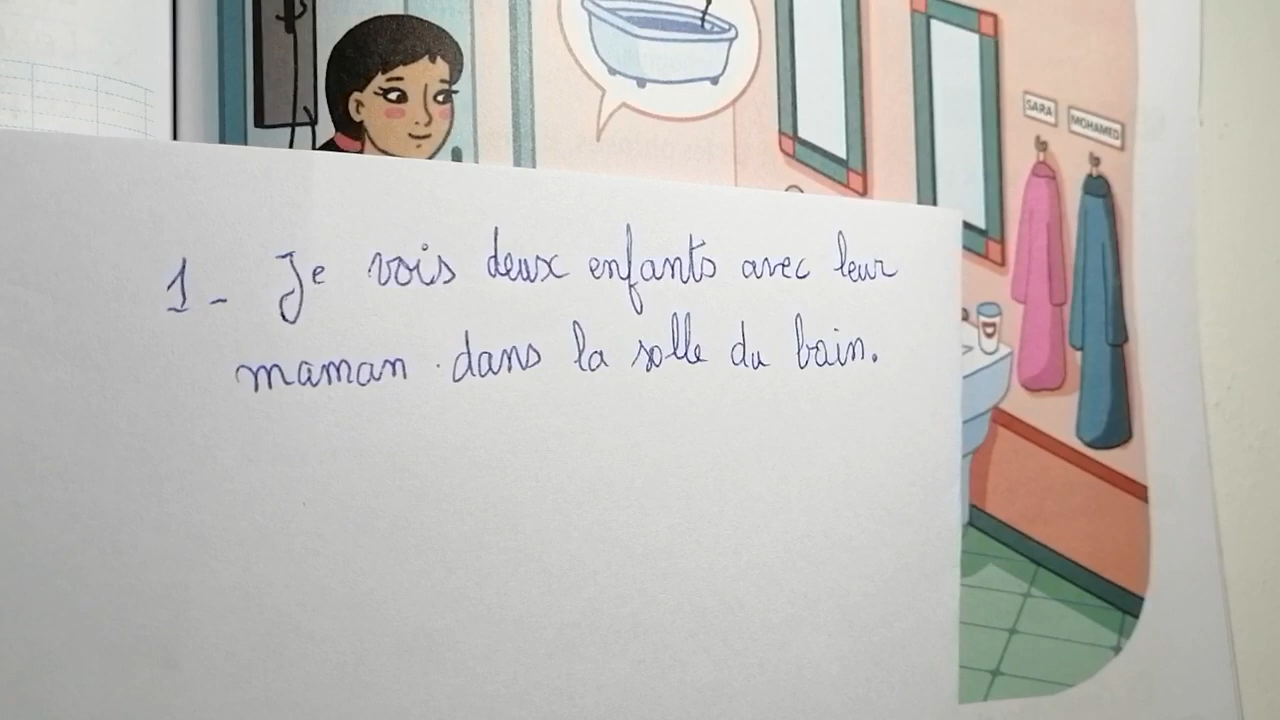 SARA
MOHAMED
1- Je vois deux enfants avec leur
maman dans la salle du bain.